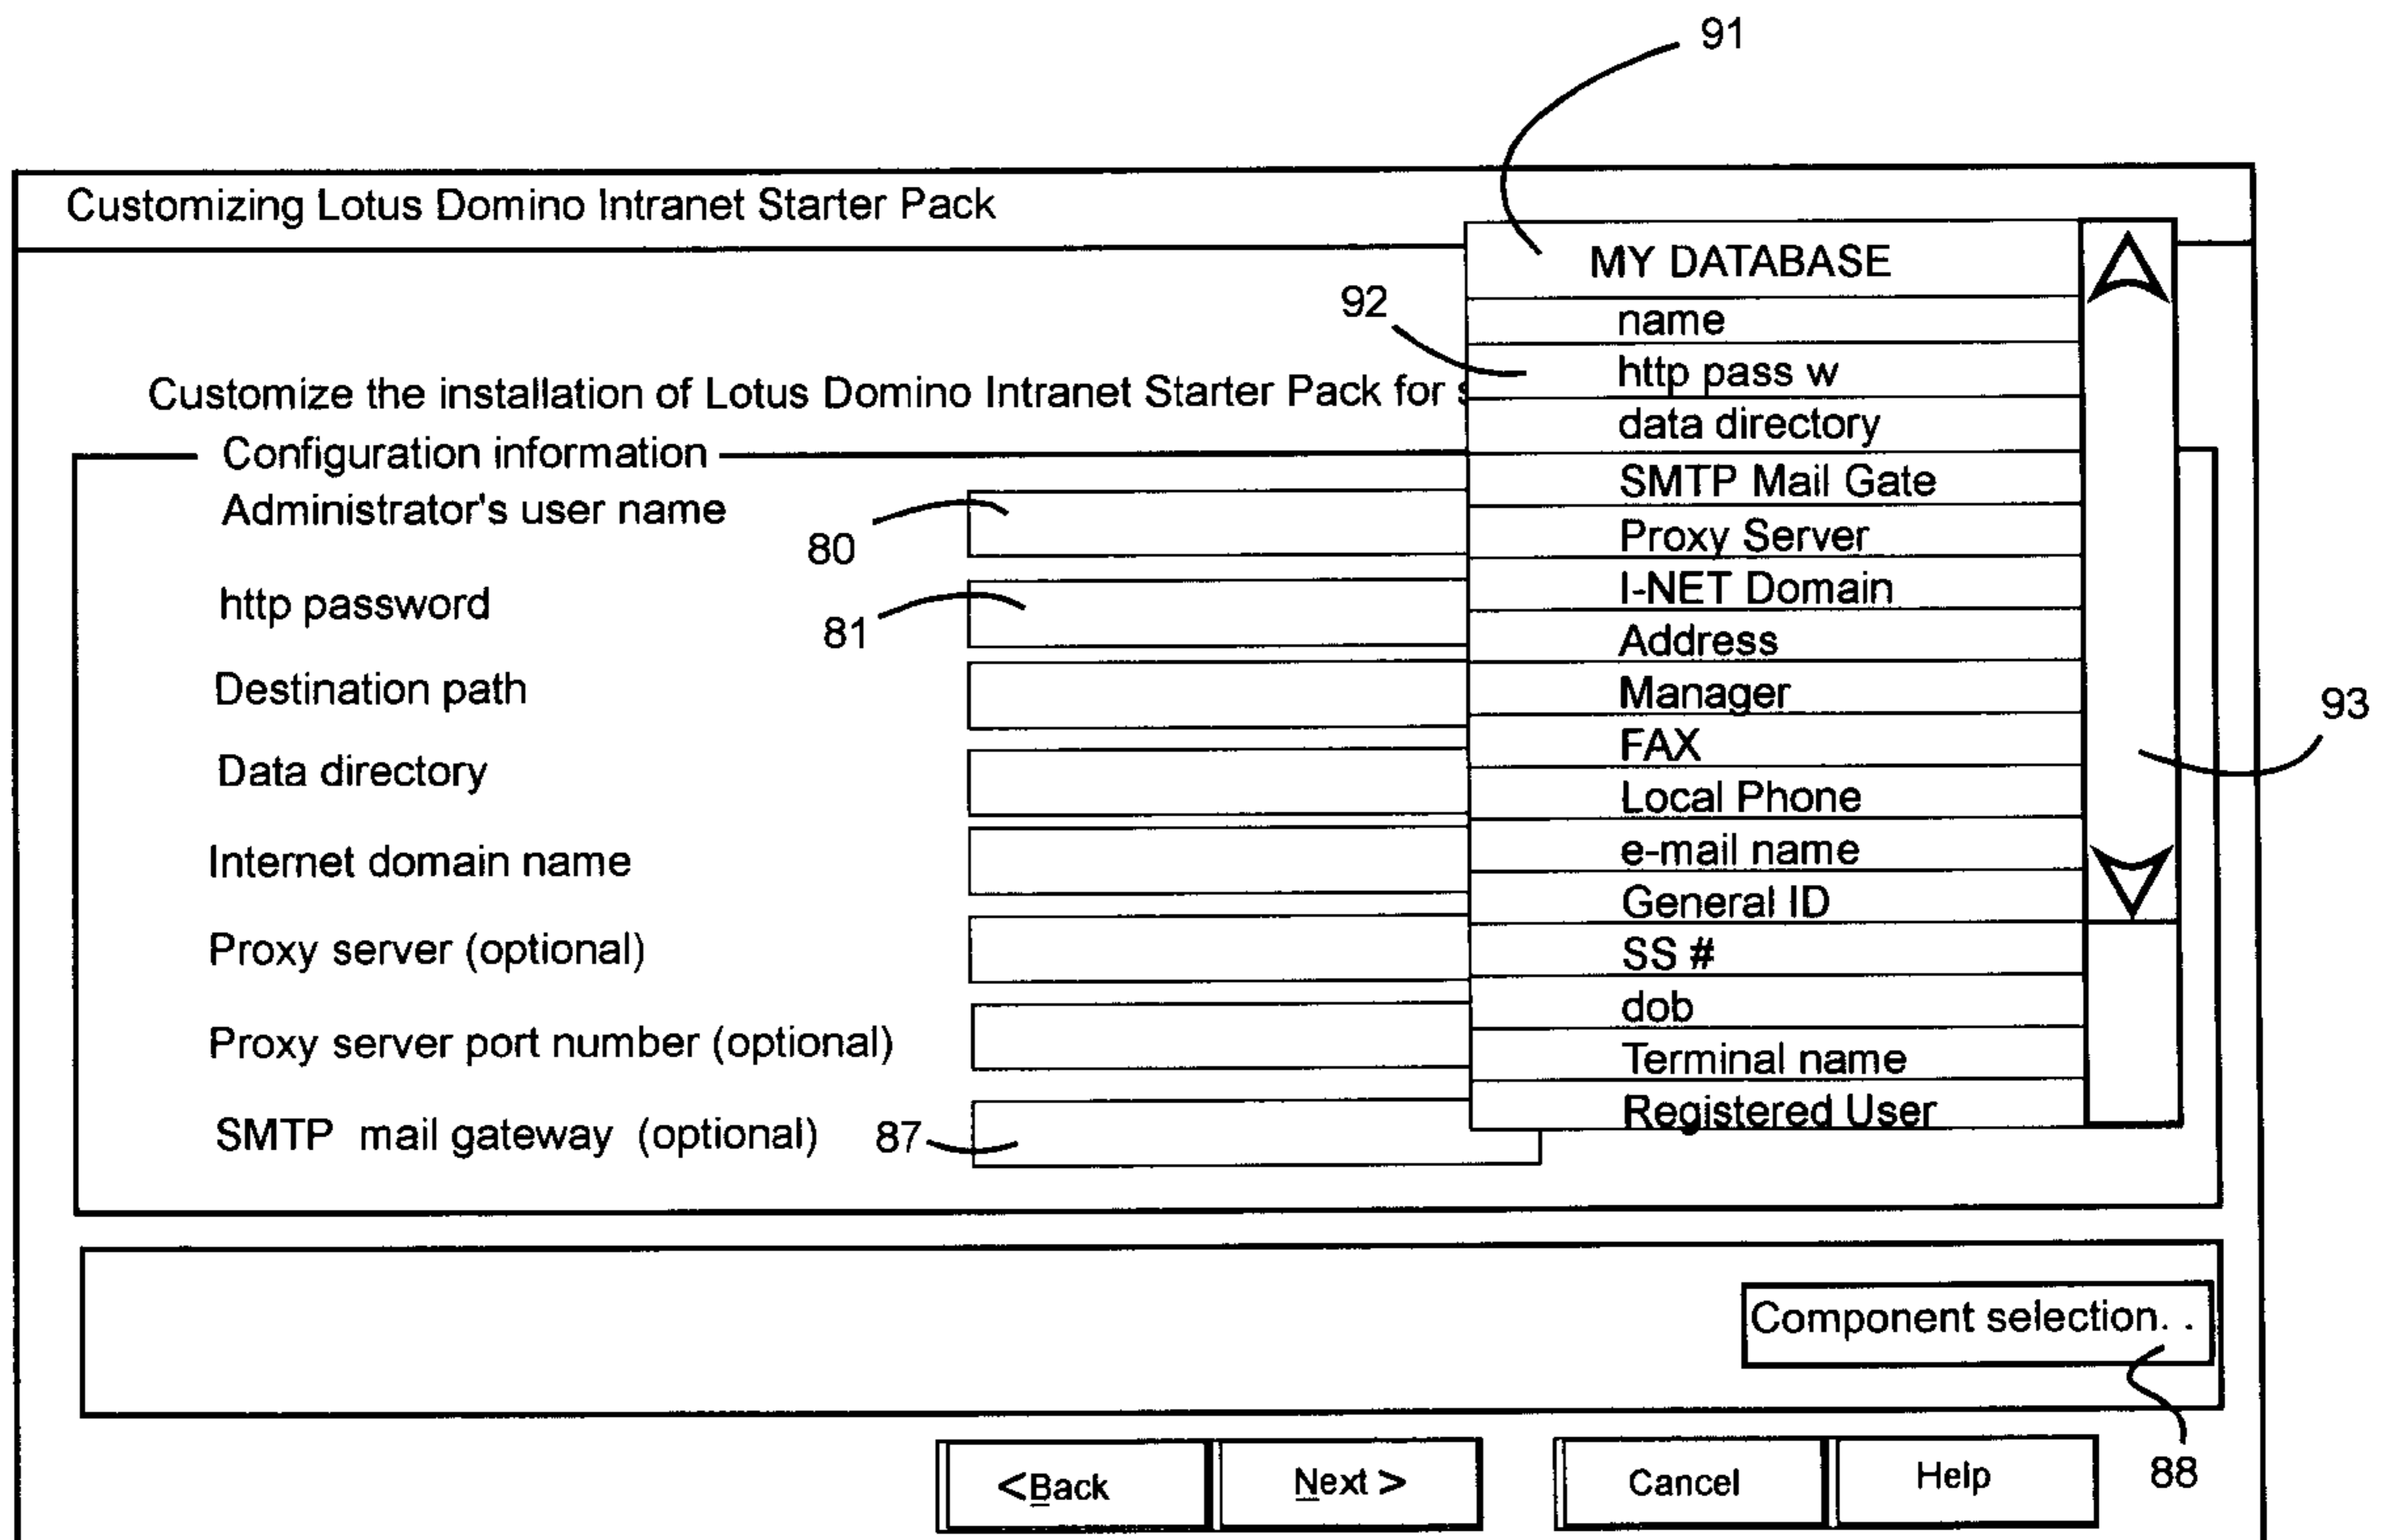 91
Customizing Lotus Domino Intranet Starter Pack
MY DATABASE
92
name
http pass w
Customize the installation of Lotus Domino Intranet Starter Pack for
data directory
Configuration information
SMTP Mail Gate
Administrator's user name
80
Proxy Server
I-NET Domain
http password
81
Address
Destination path
Manager
93
FAX
Data directory
Local Phone
Internet domain name
e-mail name
General ID
Proxy server (optional)
SS #
dob
Proxy server port number (optional)
Terminal name
Registered User
SMTP mail gateway (optional)
87
Component selection. .
88
<Back
Next >
Cancel
Help